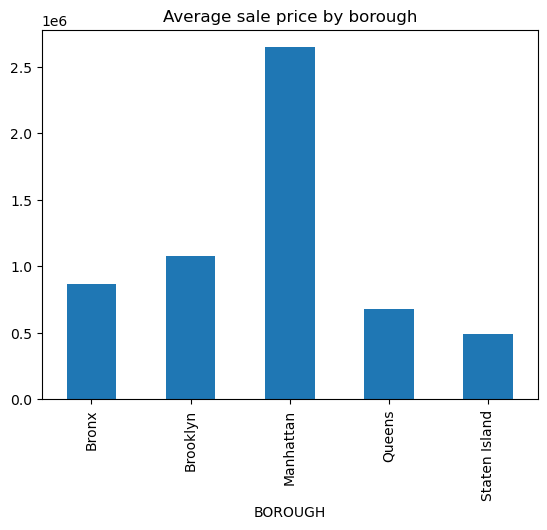 Average sale price by borough
1e6
2.5
2.0
1.5
1.0
0.5
0.0
Bronx
Brooklyn
Manhattan
Queens
Staten Island
BOROUGH